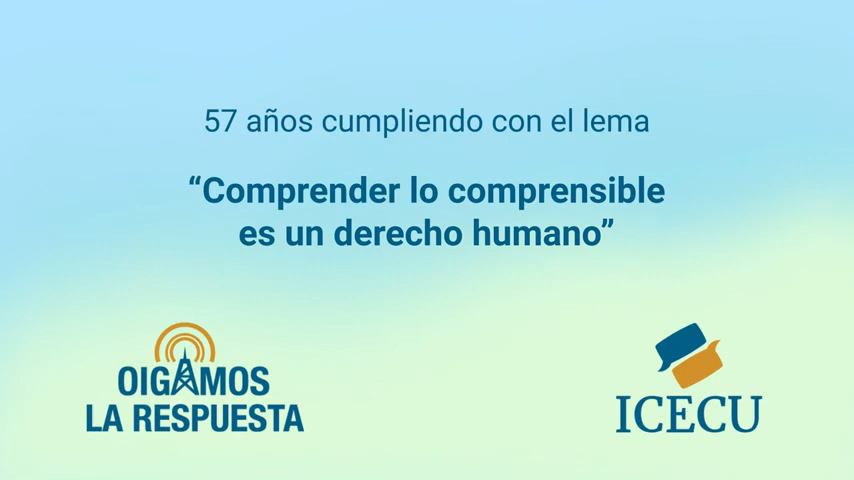 57 años cumpliendo con el lema
“Comprender lo comprensible
es un derecho humano”
OIGAMOS
LA RESPUESTA
ICECU